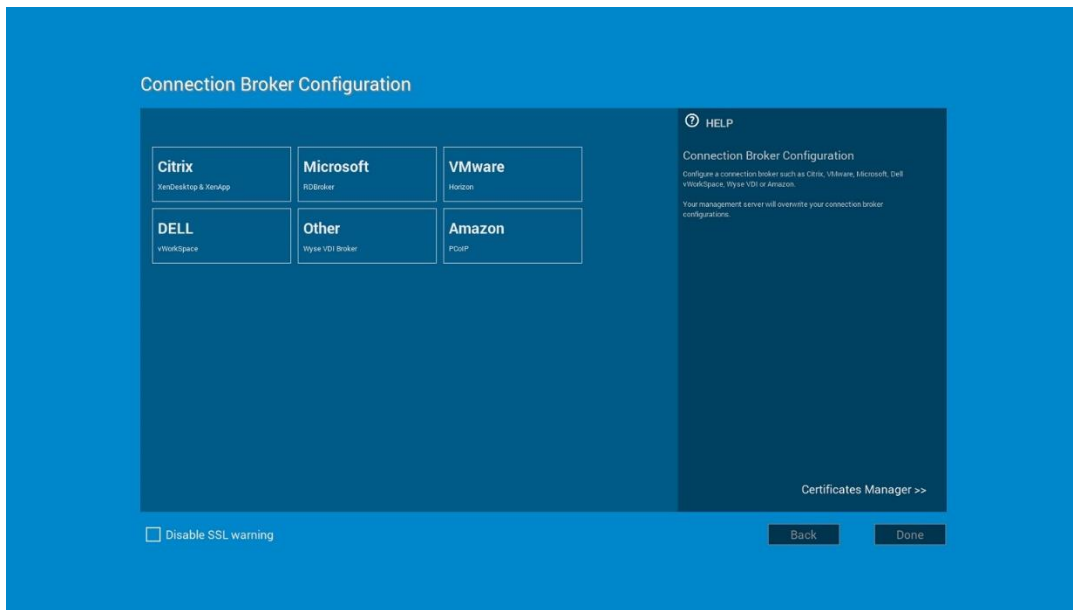 Connection Broker Configuration
Citrix
XenDesktop & XenApp
Microsoft
RDBroker
VMware
Horizon
DELL
vWorkSpace
Other
Wyse VDI Broker
Amazon
PCoIP
? HELP
Connection Broker Configuration
Configure a connection broker such as Citrix, VMware, Microsoft, Dell
vWorkSpace, Wyse VDI or Amazon.
Your management server will overwrite your connection broker
configurations.
Certificates Manager >>
Disable SSL warning
Back
Done